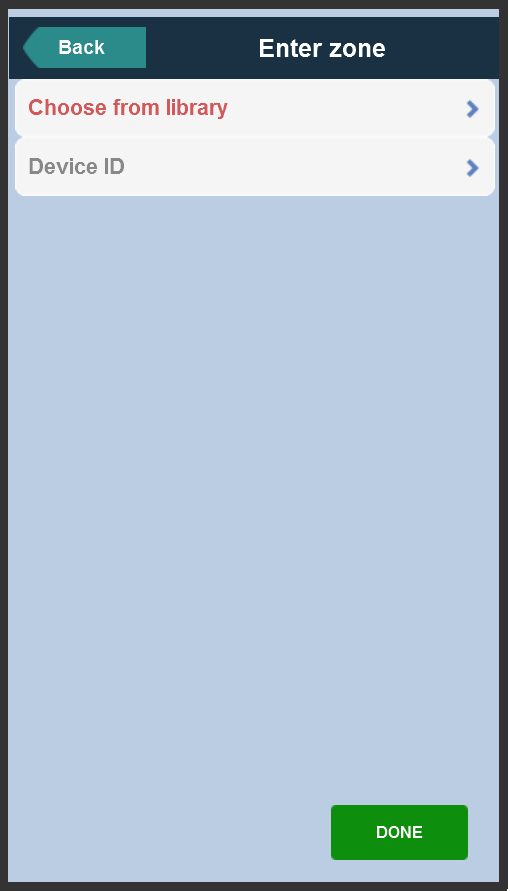 Back
Enter zone
Choose from library
Device ID
DONE